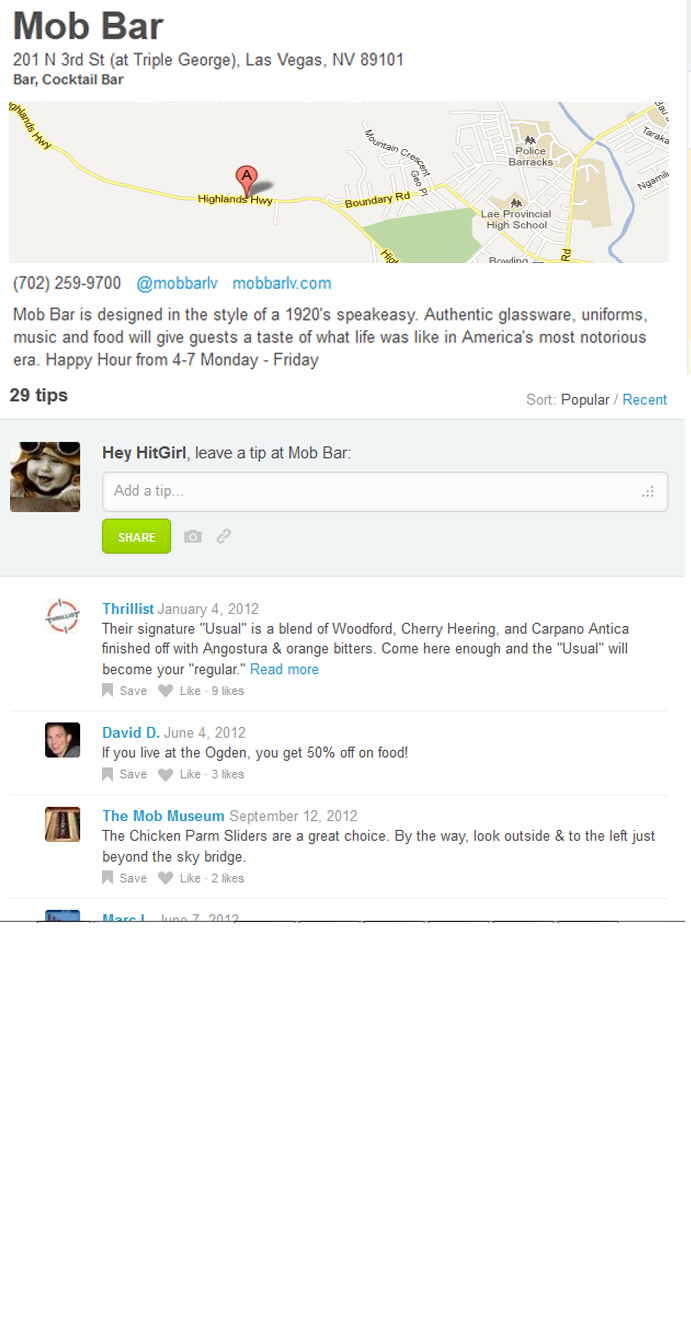 Mob Bar
201 N 3rd St (at Triple George), Las Vegas, NV 89101
Bar, Cocktail Bar
ghlands Hwy
Mountain Crescent
Geo Pl
Police
Barracks
Taraka
Ngamili
A
Highlands Hwy
Boundary Rd
Lae Provincial
High School
Bowling
Rd
(702) 259-9700 @mobbarlv mobbarlv.com
Mob Bar is designed in the style of a 1920's speakeasy. Authentic glassware, uniforms,
music and food will give guests a taste of what life was like in America's most notorious
era. Happy Hour from 4-7 Monday - Friday
29 tips
Sort: Popular / Recent
Hey HitGirl, leave a tip at Mob Bar:
Add a tip...
SHARE
THRILLIST
Thrillist January 4, 2012
Their signature "Usual" is a blend of Woodford, Cherry Heering, and Carpano Antica
finished off with Angostura & orange bitters. Come here enough and the "Usual" will
become your "regular." Read more
Save Like · 9 likes
David D. June 4, 2012
If you live at the Ogden, you get 50% off on food!
Save Like · 3 likes
The Mob Museum September 12, 2012
The Chicken Parm Sliders are a great choice. By the way, look outside & to the left just
beyond the sky bridge.
Save Like · 2 likes
Marc L. June 7, 2012